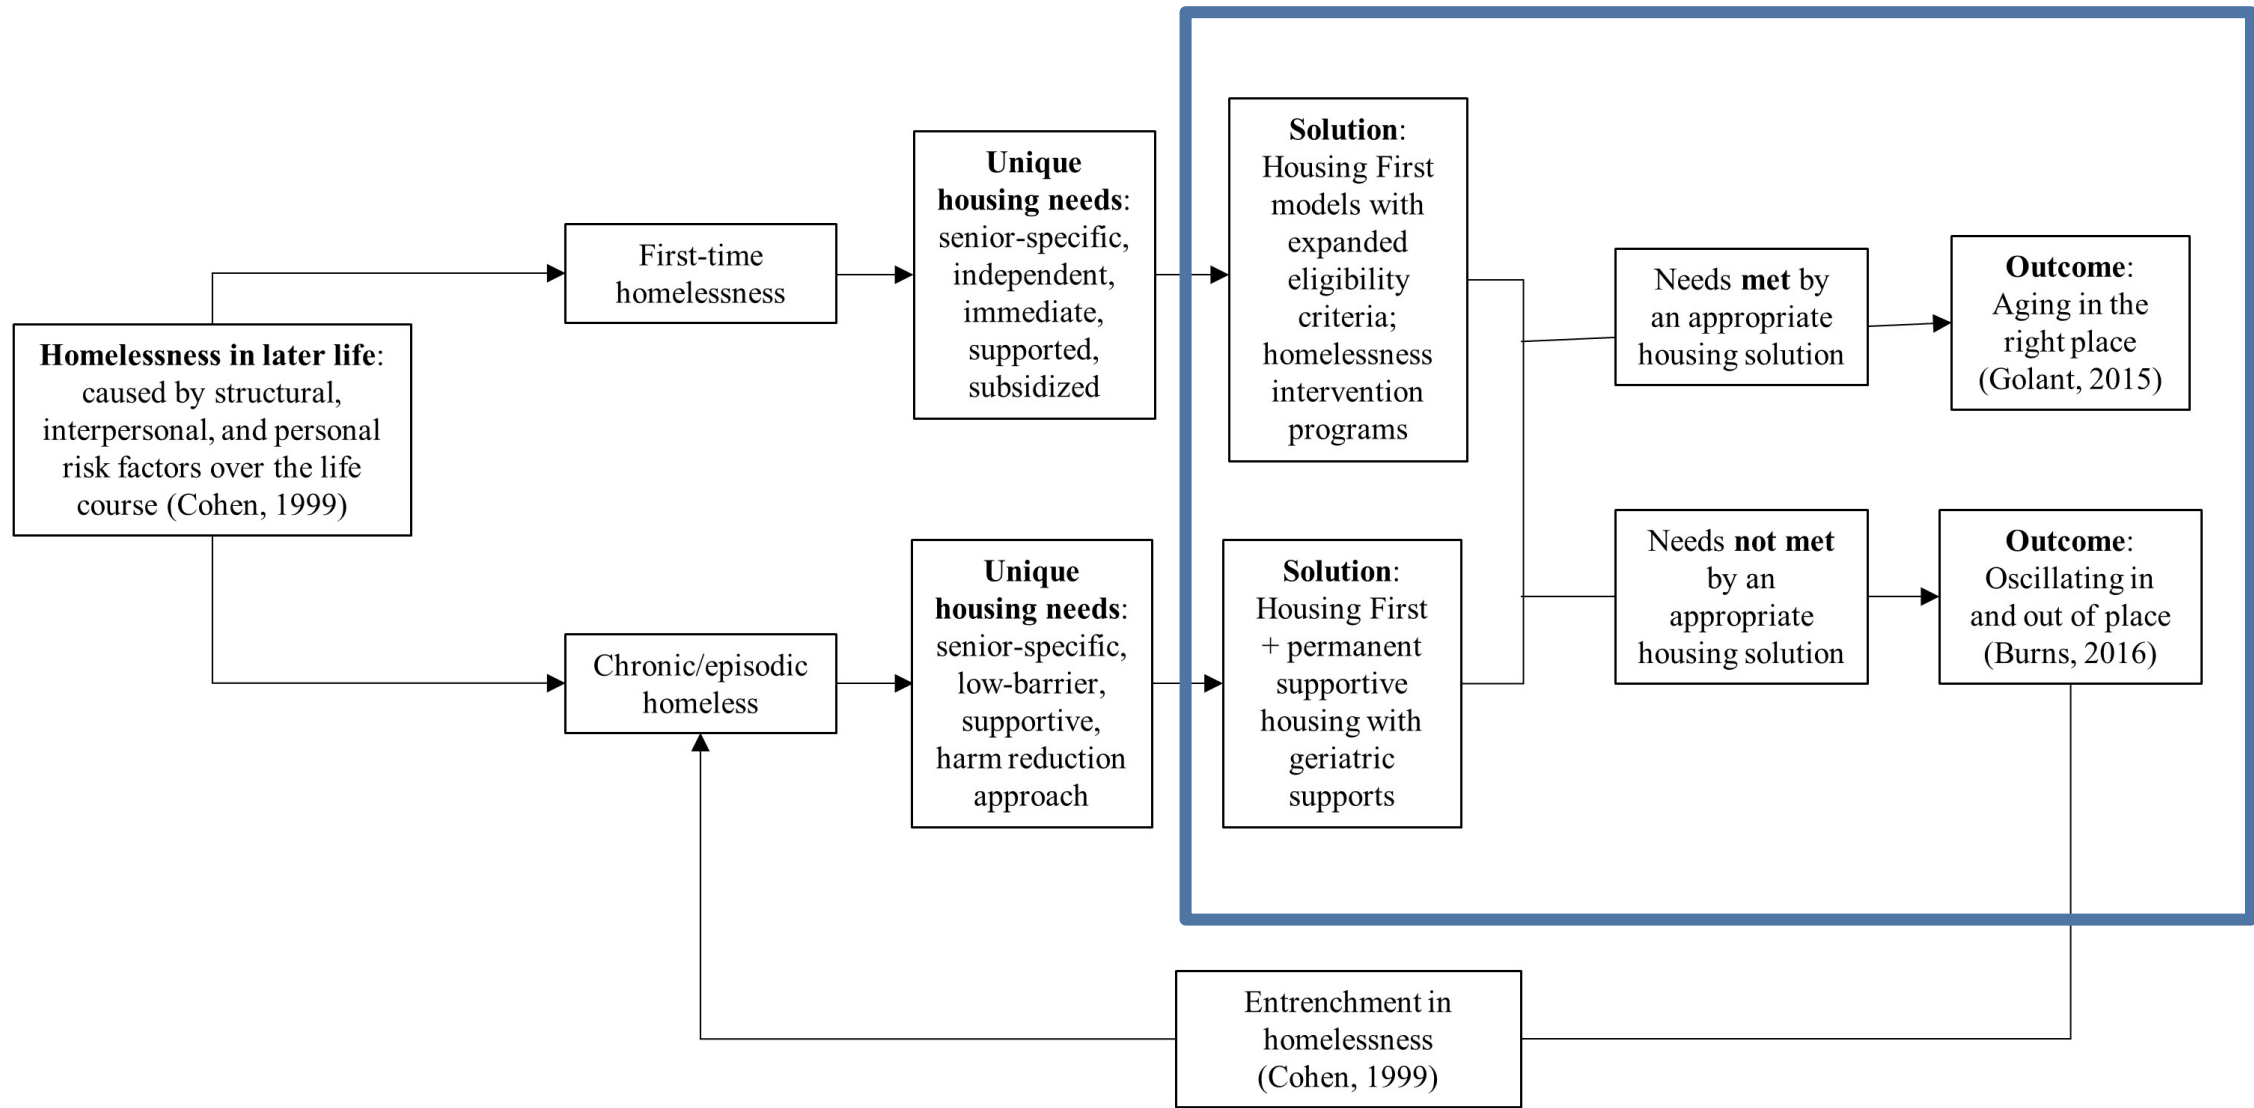 Homelessness in later life:
caused by structural,
interpersonal, and personal
risk factors over the life
course (Cohen, 1999)
First-time
homelessness
Unique
housing needs:
senior-specific,
independent,
immediate,
supported,
subsidized
Solution:
Housing First
models with
expanded
eligibility
criteria;
homelessness
intervention
programs
Needs met by
an appropriate
housing solution
Outcome:
Aging in the
right place
(Golant, 2015)
Chronic/episodic
homeless
Unique
housing needs:
senior-specific,
low-barrier,
supportive,
harm reduction
approach
Solution:
Housing First
+ permanent
supportive
housing with
geriatric
supports
Needs not met
by an
appropriate
housing solution
Outcome:
Oscillating in
and out of place
(Burns, 2016)
Entrenchment in
homelessness
(Cohen, 1999)